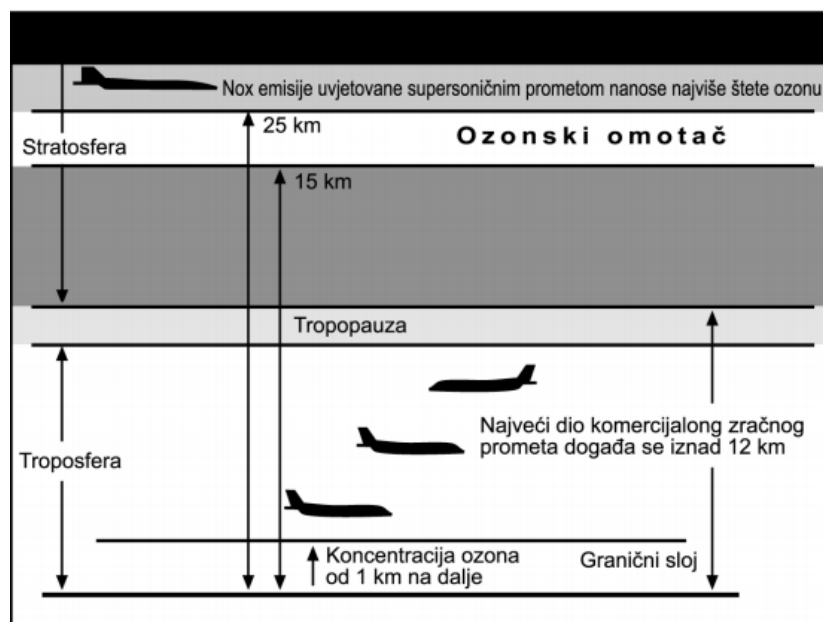 Nox emisije uvjetovane supersoničnim prometom nanose najviše štete ozonu
25 km
Ozonski omotač
Stratosfera
15 km
Tropopauza
Najveći dio komercijalong zračnog
prometa događa se iznad 12 km
Troposfera
Koncentracija ozona
od 1 km na dalje
Granični sloj